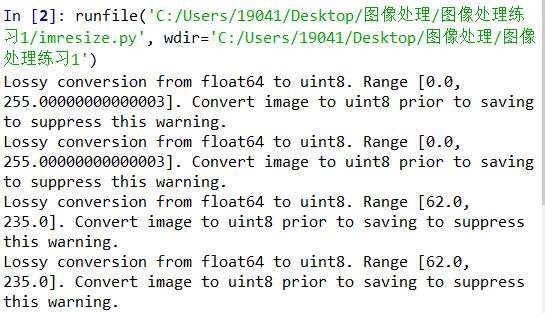 In [2]: runfile('C:/Users/19041/Desktop/图像处理/图像处理练
习1/imresize.py', wdir='C:/Users/19041/Desktop/图像处理/图像
处理练习1')
Lossy conversion from float64 to uint8. Range [0.0,
255.00000000000003]. Convert image to uint8 prior to saving
to suppress this warning.
Lossy conversion from float64 to uint8. Range [0.0,
255.00000000000003]. Convert image to uint8 prior to saving
to suppress this warning.
Lossy conversion from float64 to uint8. Range [62.0,
235.0]. Convert image to uint8 prior to saving to suppress
this warning.
Lossy conversion from float64 to uint8. Range [62.0,
235.0]. Convert image to uint8 prior to saving to suppress
this warning.